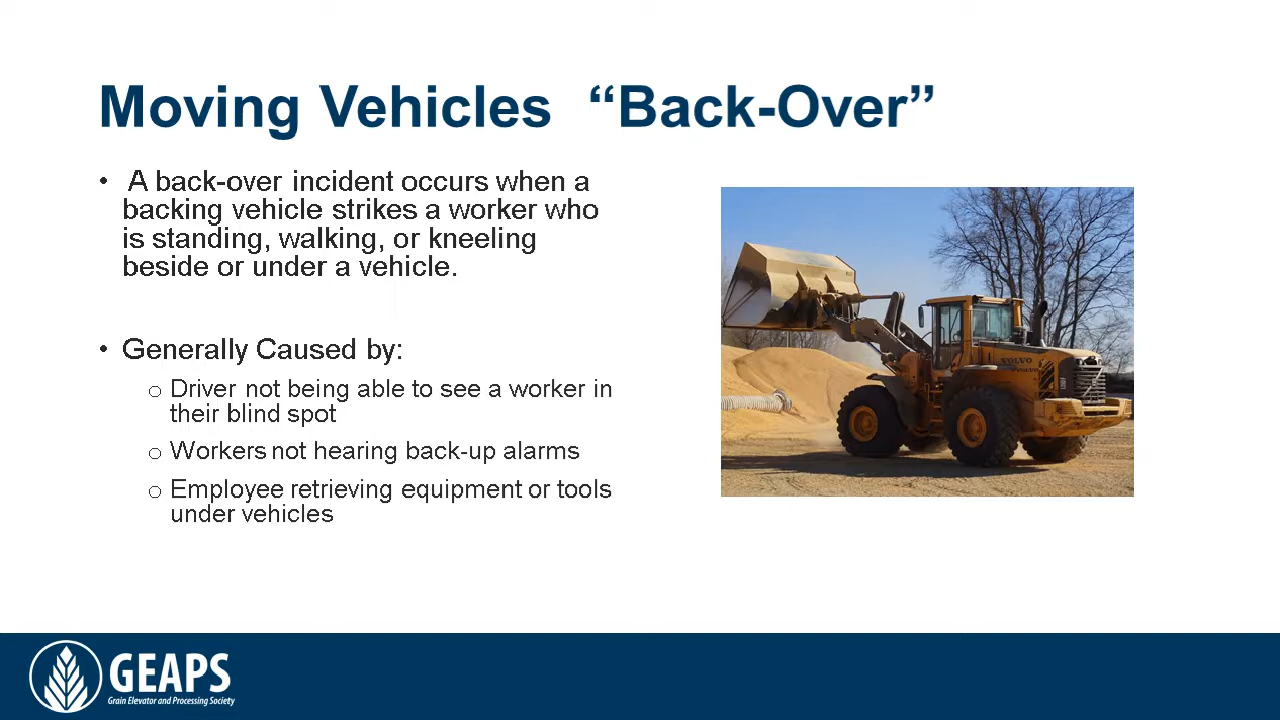 Moving Vehicles “Back-Over”
• A back-over incident occurs when a
backing vehicle strikes a worker who
is standing, walking, or kneeling
beside or under a vehicle.
• Generally Caused by:
o Driver not being able to see a worker in
their blind spot
o Workers not hearing back-up alarms
o Employee retrieving equipment or tools
under vehicles
VOLVO
VOLVO
GEAPS
Grain Elevator and Processing Society